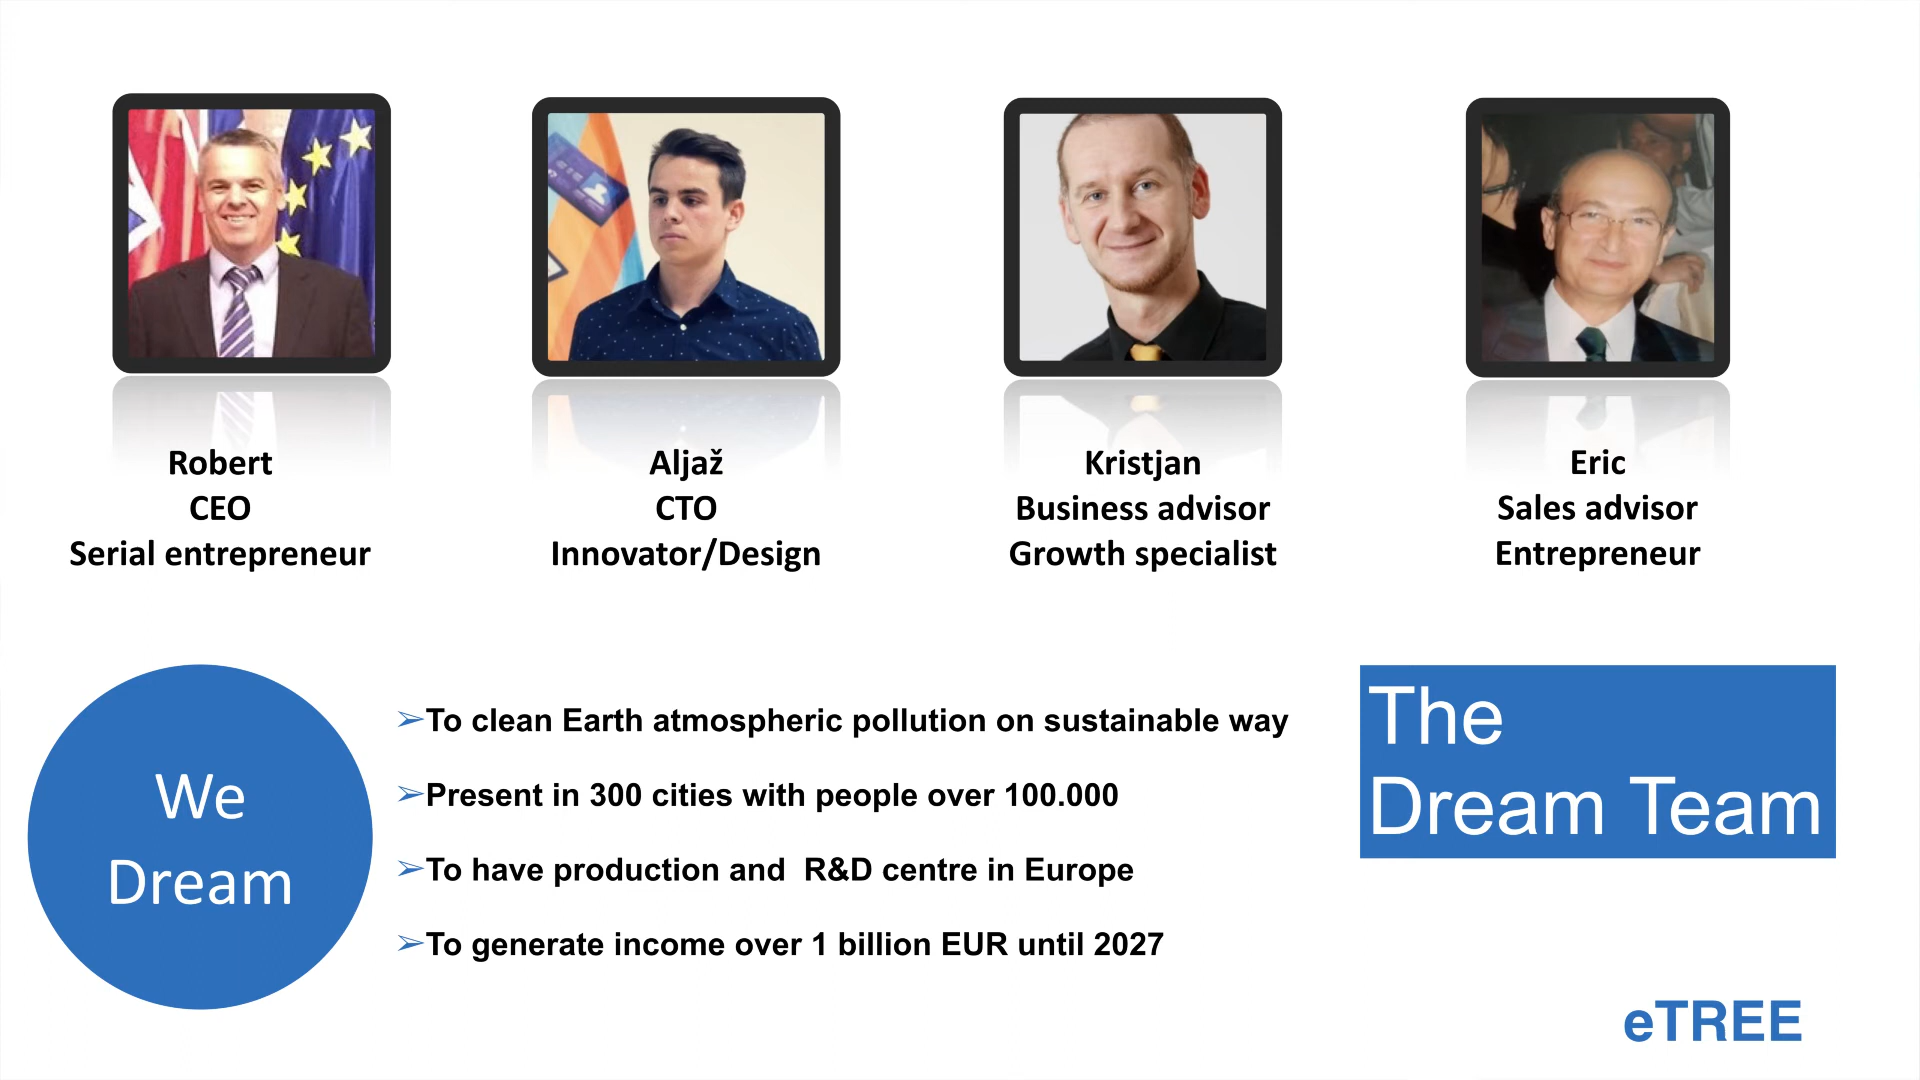 Robert
CEO
Serial entrepreneur
Aljaž
CTO
Innovator/Design
Kristjan
Business advisor
Growth specialist
Eric
Sales advisor
Entrepreneur
We
Dream
➢To clean Earth atmospheric pollution on sustainable way
➢Present in 300 cities with people over 100.000
➢To have production and  R&D centre in Europe
➢To generate income over 1 billion EUR until 2027
The
Dream Team
eTREE